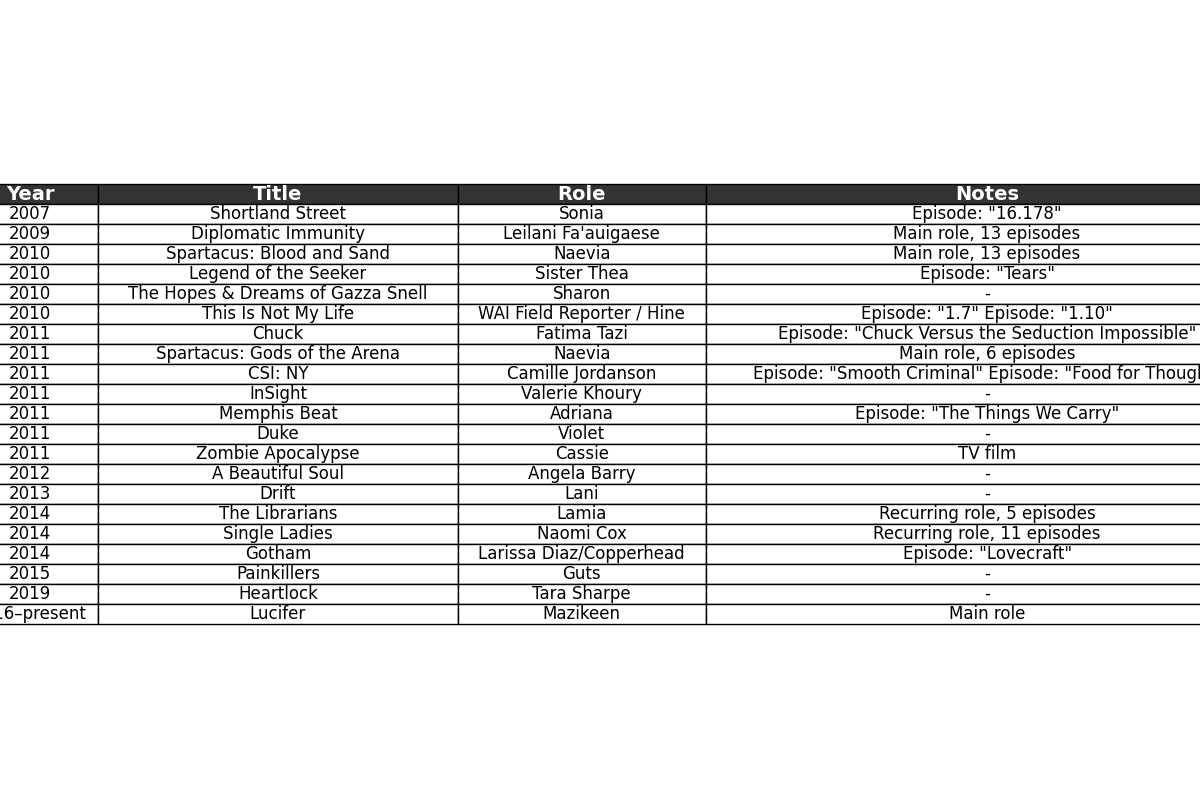 Year Title Role Notes
2007 Shortland Street Sonia Episode: "16.178"
2009 Diplomatic Immunity Leilani Fa'auigaese Main role, 13 episodes
2010 Spartacus: Blood and Sand Naevia Main role, 13 episodes
2010 Legend of the Seeker Sister Thea Episode: "Tears"
2010 The Hopes & Dreams of Gazza Snell Sharon -
2010 This Is Not My Life WAI Field Reporter / Hine Episode: "1.7" Episode: "1.10"
2011 Chuck Fatima Tazi Episode: "Chuck Versus the Seduction Impossible"
2011 Spartacus: Gods of the Arena Naevia Main role, 6 episodes
2011 CSI: NY Camille Jordanson Episode: "Smooth Criminal" Episode: "Food for
2011 InSight Valerie Khoury -
2011 Memphis Beat Adriana Episode: "The Things We Carry"
2011 Duke Violet -
2011 Zombie Apocalypse Cassie TV film
2012 A Beautiful Soul Angela Barry -
2013 Drift Lani -
2014 The Librarians Lamia Recurring role, 5 episodes
2014 Single Ladies Naomi Cox Recurring role, 11 episodes
2014 Gotham Larissa Diaz/Copperhead Episode: "Lovecraft"
2015 Painkillers Guts -
2019 Heartlock Tara Sharpe -
6–present Lucifer Mazikeen Main role